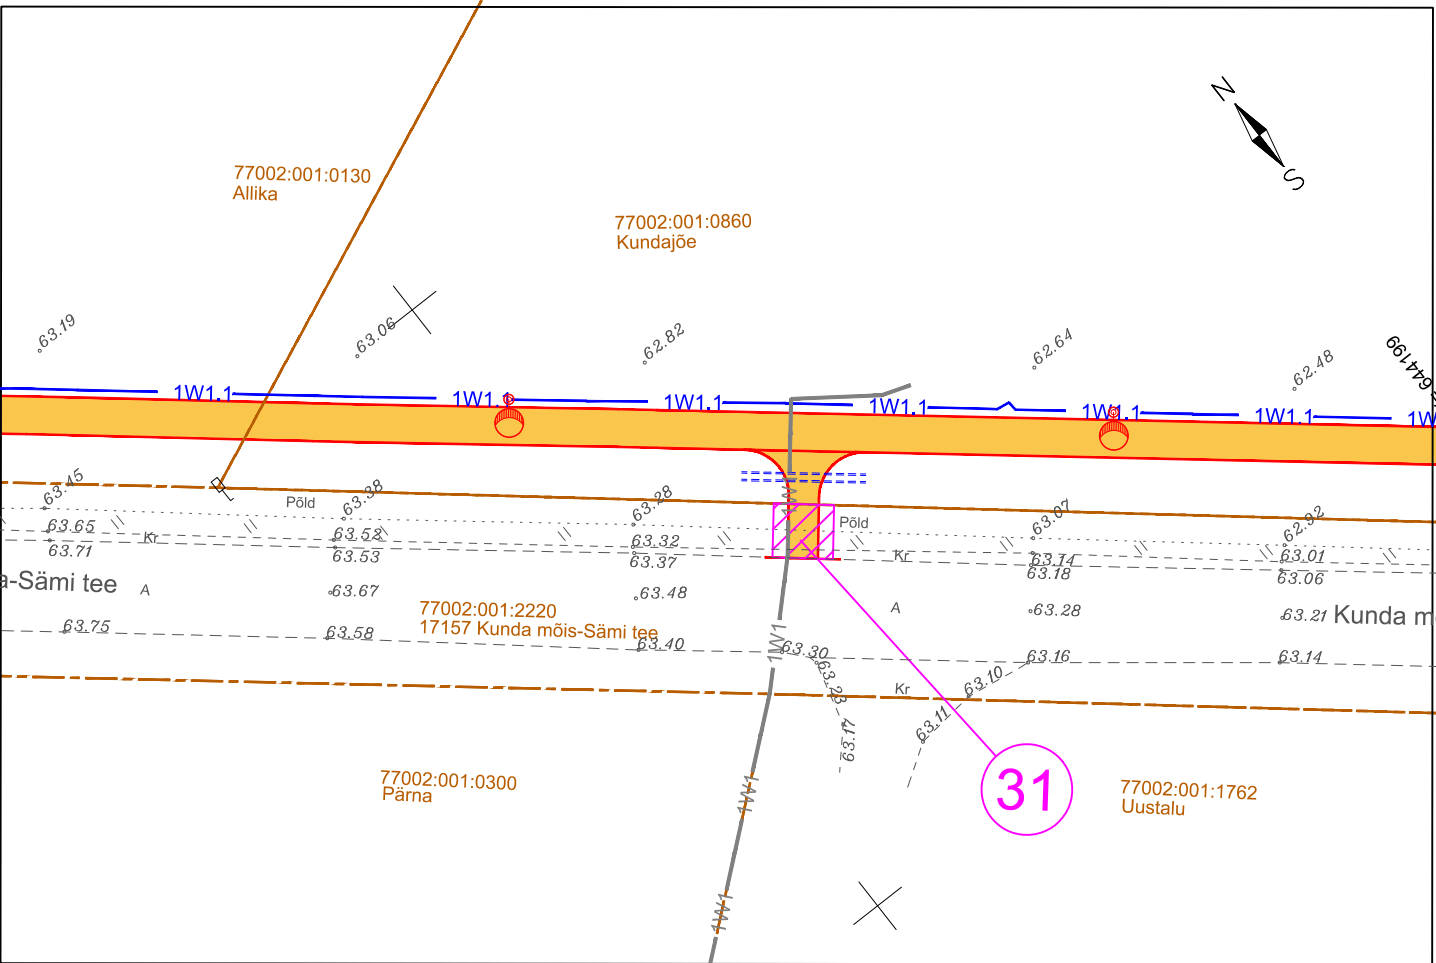 N
S
77002:001:0130
Allika
77002:001:0860
Kundajõe
63.19
63.06
62.82
62.64
62.48
1W1.1
1W1.1
1W1.1
1W1.1
1W1.1
1W1.1
63.45
Põld
63.38
63.28
Põld
63.07
62.92
63.65
Kr
63.52
63.32
Kr
63.14
63.01
63.71
63.53
63.37
63.18
63.06
a-Sämi tee
A
63.67
63.48
A
63.28
63.21
Kunda m
77002:001:2220
17157 Kunda mõis-Sämi tee
63.75
63.58
63.40
63.30
63.16
63.14
1W1
63.23
Kr
63.10
63.11
63.17
77002:001:0300
Pärna
1W1
31
77002:001:1762
Uustalu
1W1